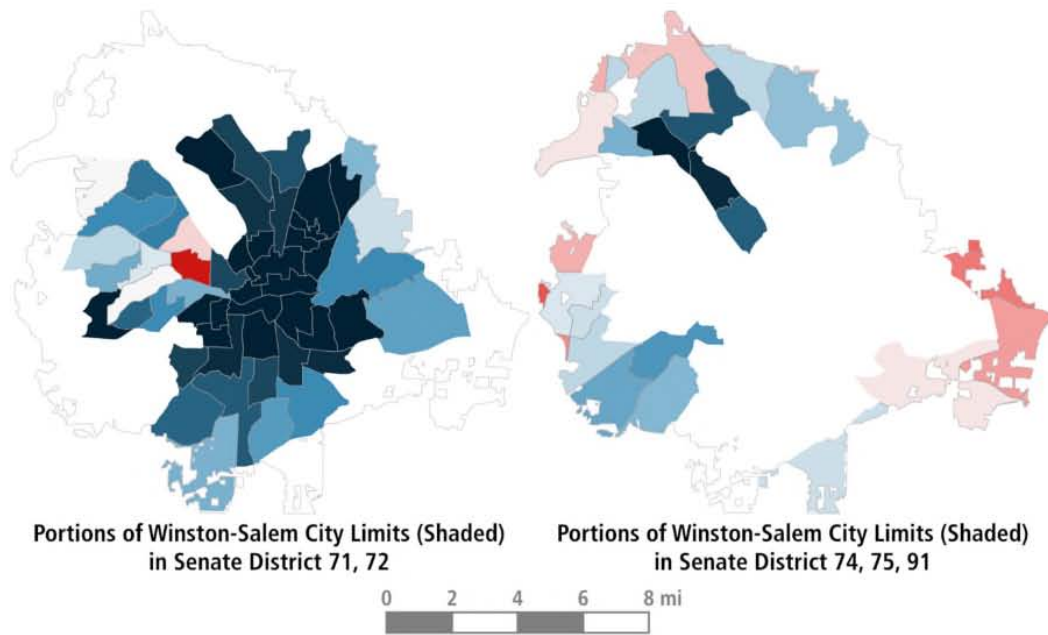 Portions of Winston-Salem City Limits (Shaded)
in Senate District 71, 72
Portions of Winston-Salem City Limits (Shaded)
in Senate District 74, 75, 91
0 2 4 6 8 mi